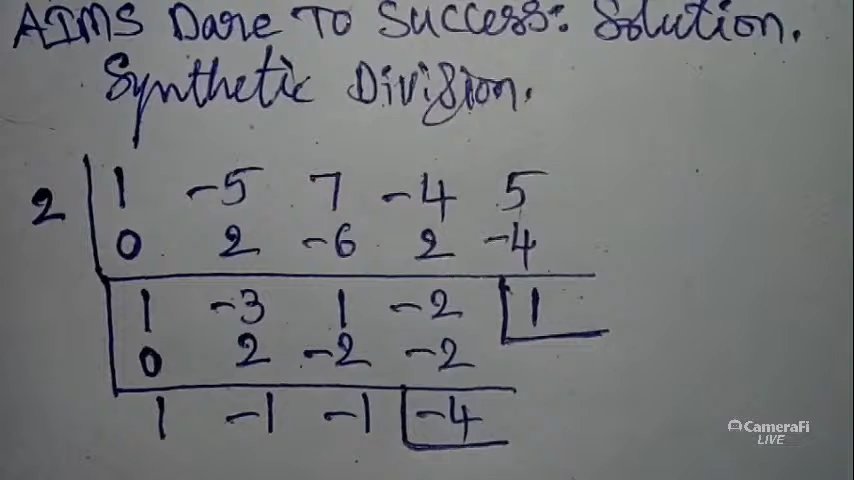 AIMS Dare To Success: Solution.
Synthetic Division.
2 1 -5 7 -4 5
0 2 -6 2 -4
1 -3 1 -2 1
0 2 -2 -2
1 -1 -1 -4
CameraFi
LIVE